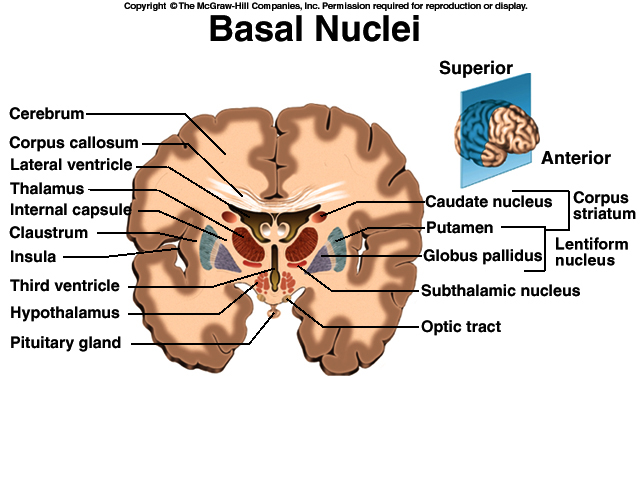 Copyright © The McGraw-Hill Companies, Inc. Permission required for reproduction or display.
Basal Nuclei
Superior
Anterior
Cerebrum
Corpus callosum
Lateral ventricle
Thalamus
Internal capsule
Claustrum
Insula
Third ventricle
Hypothalamus
Pituitary gland
Caudate nucleus
Putamen
Globus pallidus
Subthalamic nucleus
Optic tract
Corpus
striatum
Lentiform
nucleus